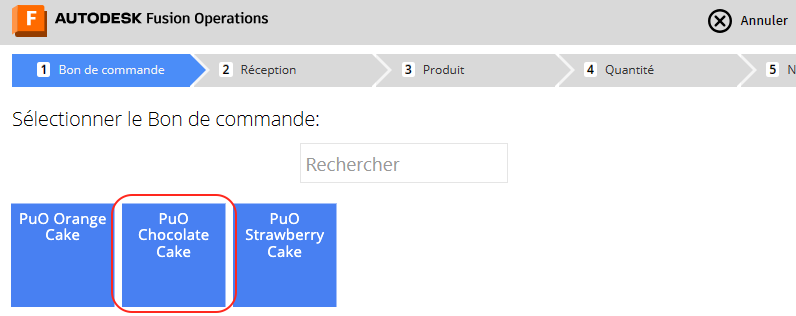 F AUTODESK Fusion Operations
Annuler
1 Bon de commande
2 Réception
3 Produit
4 Quantité
5 N
Sélectionner le Bon de commande:
Rechercher
PuO Orange
Cake
PuO
Chocolate
Cake
PuO
Strawberry
Cake